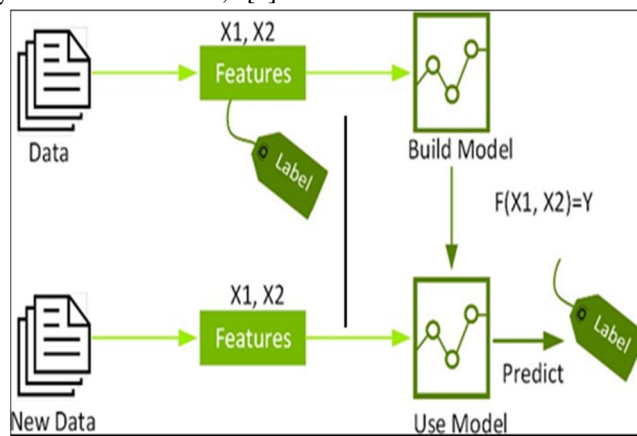 X1, X2
Features
Data
Label
Build Model
F(X1, X2)=Y
X1, X2
Features
Label
Predict
New Data
Use Model